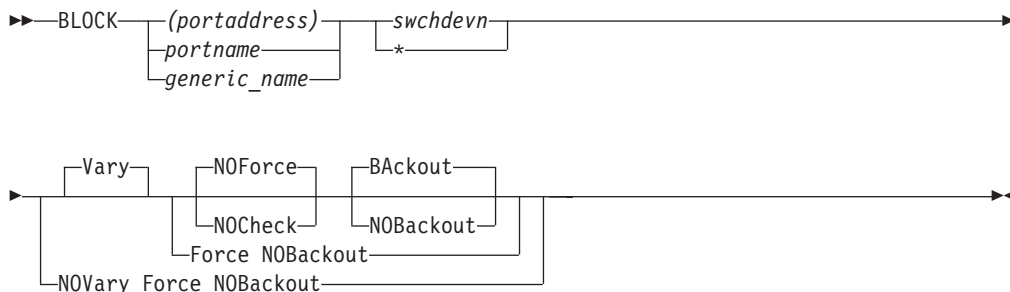 BLOCK (portaddress) swchdevn
portname *
generic_name
Vary NOForce BAckout
NOCheck NOBackout
Force NOBackout
NOVary Force NOBackout